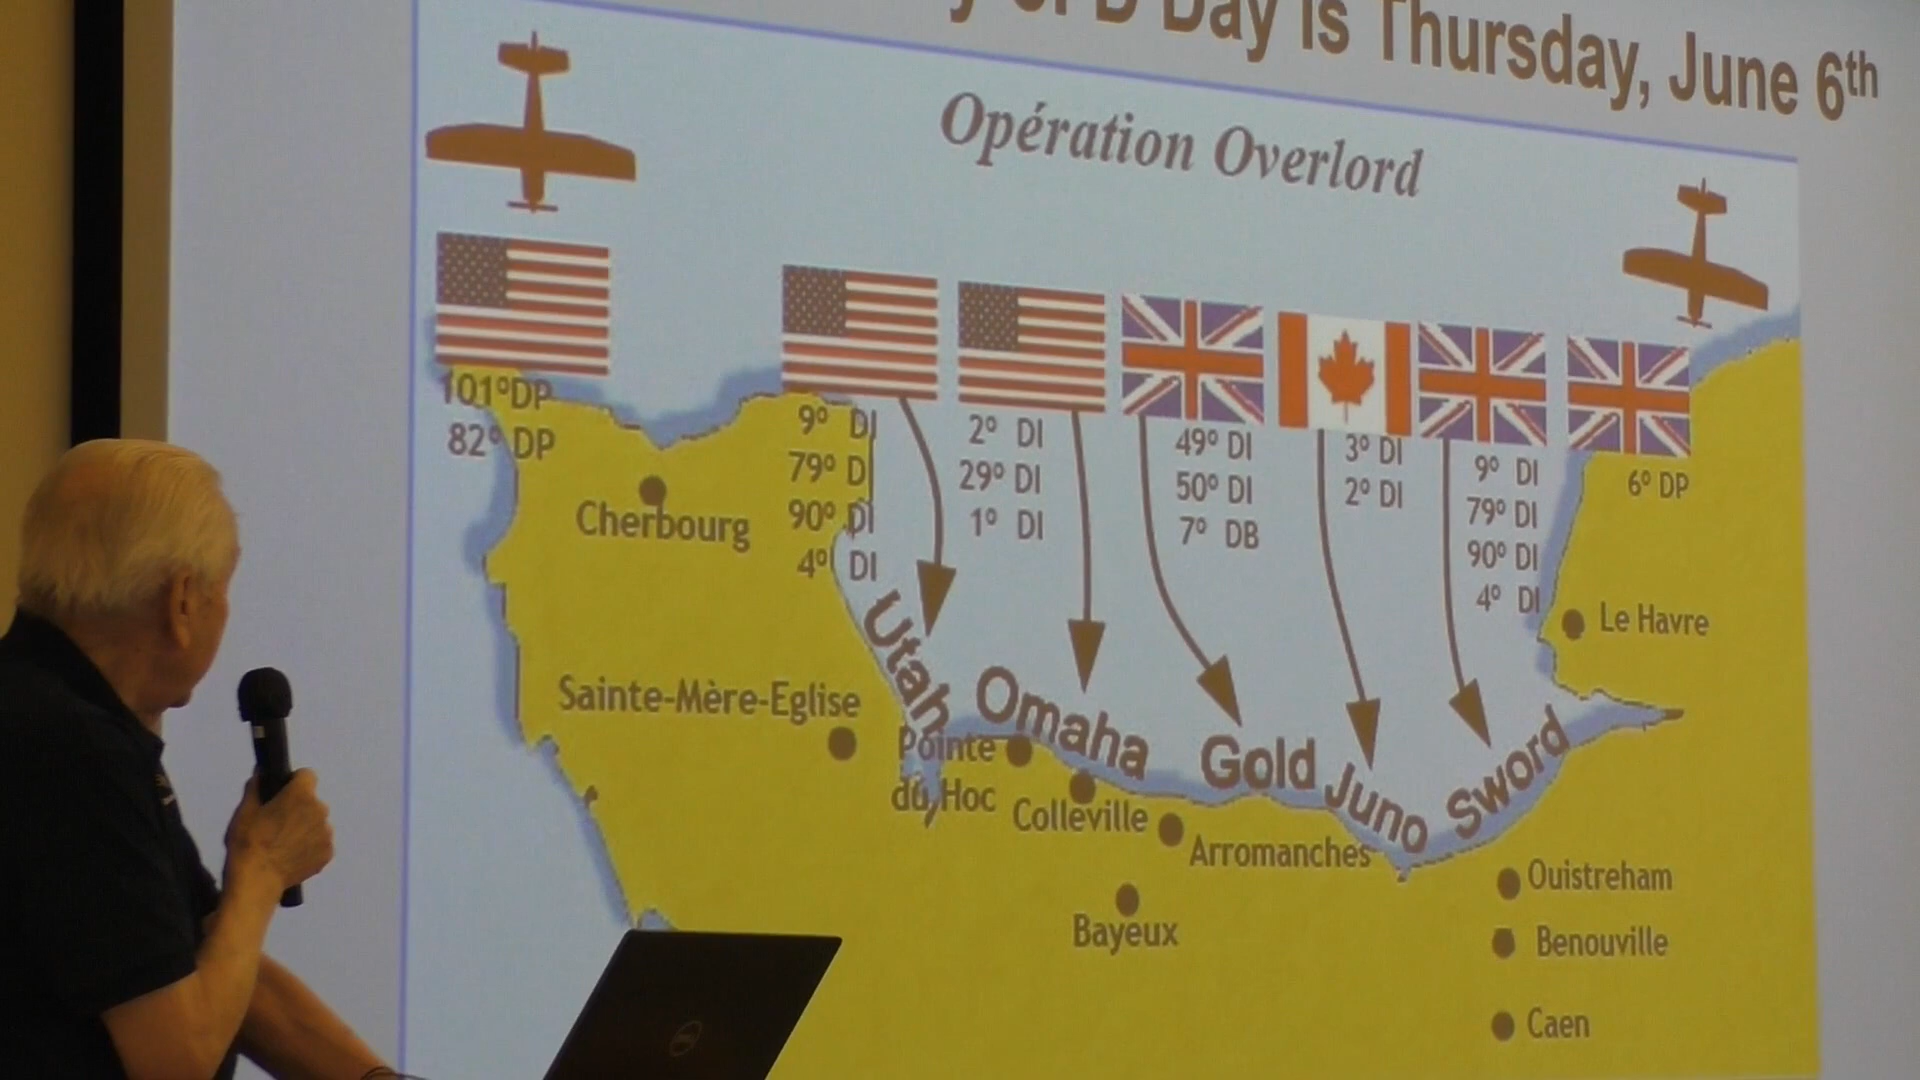 y of D Day is Thursday, June 6th
Opération Overlord
101º DP
82º DP
9º DI
79º DI
90º DI
4º DI
2º DI
29º DI
1º DI
49º DI
50º DI
7º DB
3º DI
2º DI
9º DI
79º DI
90º DI
4º DI
6º DP
Cherbourg
Le Havre
Utah
Omaha
Gold
Juno
Sword
Sainte-Mère-Eglise
Pointe
du Hoc
Colleville
Arromanches
Bayeux
Ouistreham
Benouville
Caen
DELL